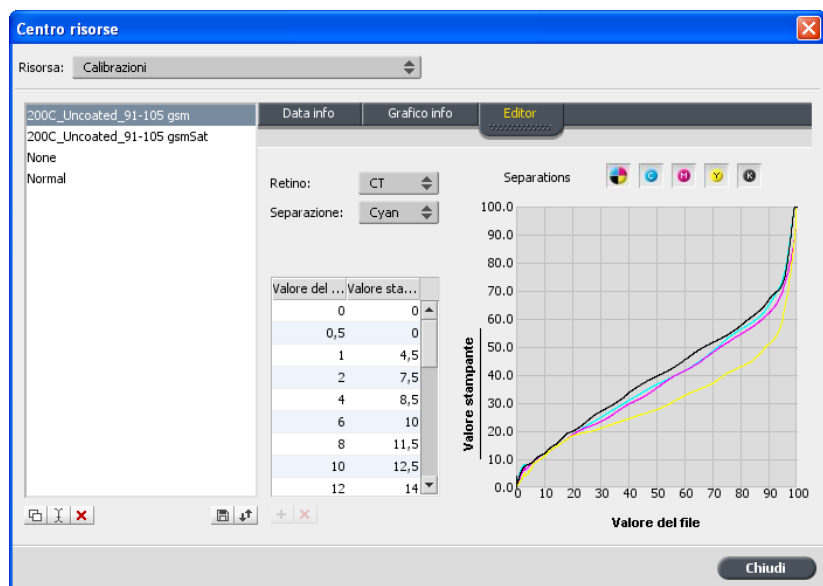 Centro risorse
Risorsa: Calibrazioni
200C_Uncoated_91-105 gsm
200C_Uncoated_91-105 gsmSat
None
Normal
Data info Grafico info Editor
Retino: CT
Separazione: Cyan
Valore del ... Valore sta...
0 0
0,5 0
1 4,5
2 7,5
4 8,5
6 10
8 11,5
10 12,5
12 14
Separations C M Y K
100.0
90.0
80.0
70.0
60.0
50.0
40.0
30.0
20.0
10.0
0.0
Valore stampante
0 10 20 30 40 50 60 70 80 90 100
Valore del file
Chiudi